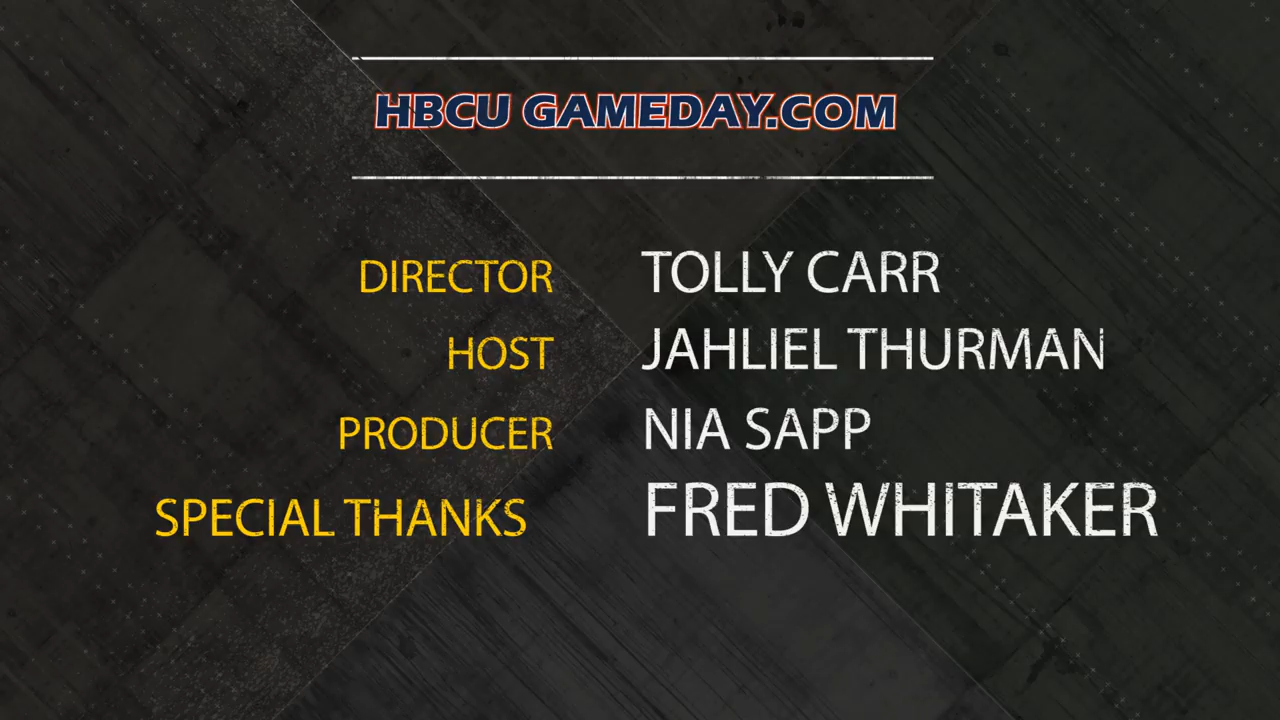 HBCU GAMEDAY.COM
DIRECTOR TOLLY CARR
HOST JAHLIEL THURMAN
PRODUCER NIA SAPP
SPECIAL THANKS FRED WHITAKER